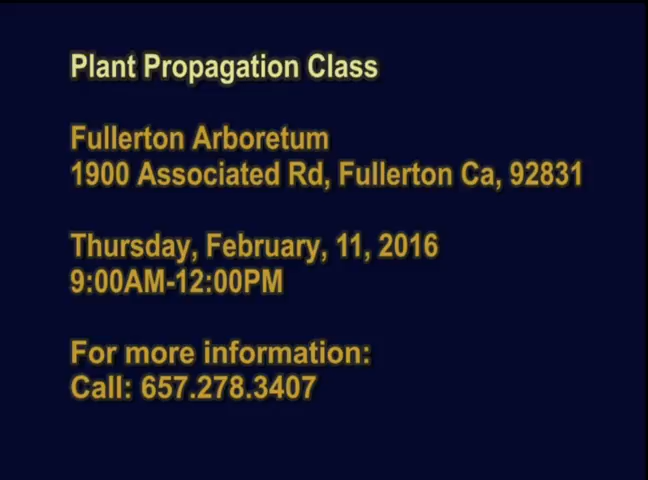 Plant Propagation Class
Fullerton Arboretum
1900 Associated Rd, Fullerton Ca, 92831
Thursday, February, 11, 2016
9:00AM-12:00PM
For more information:
Call: 657.278.3407